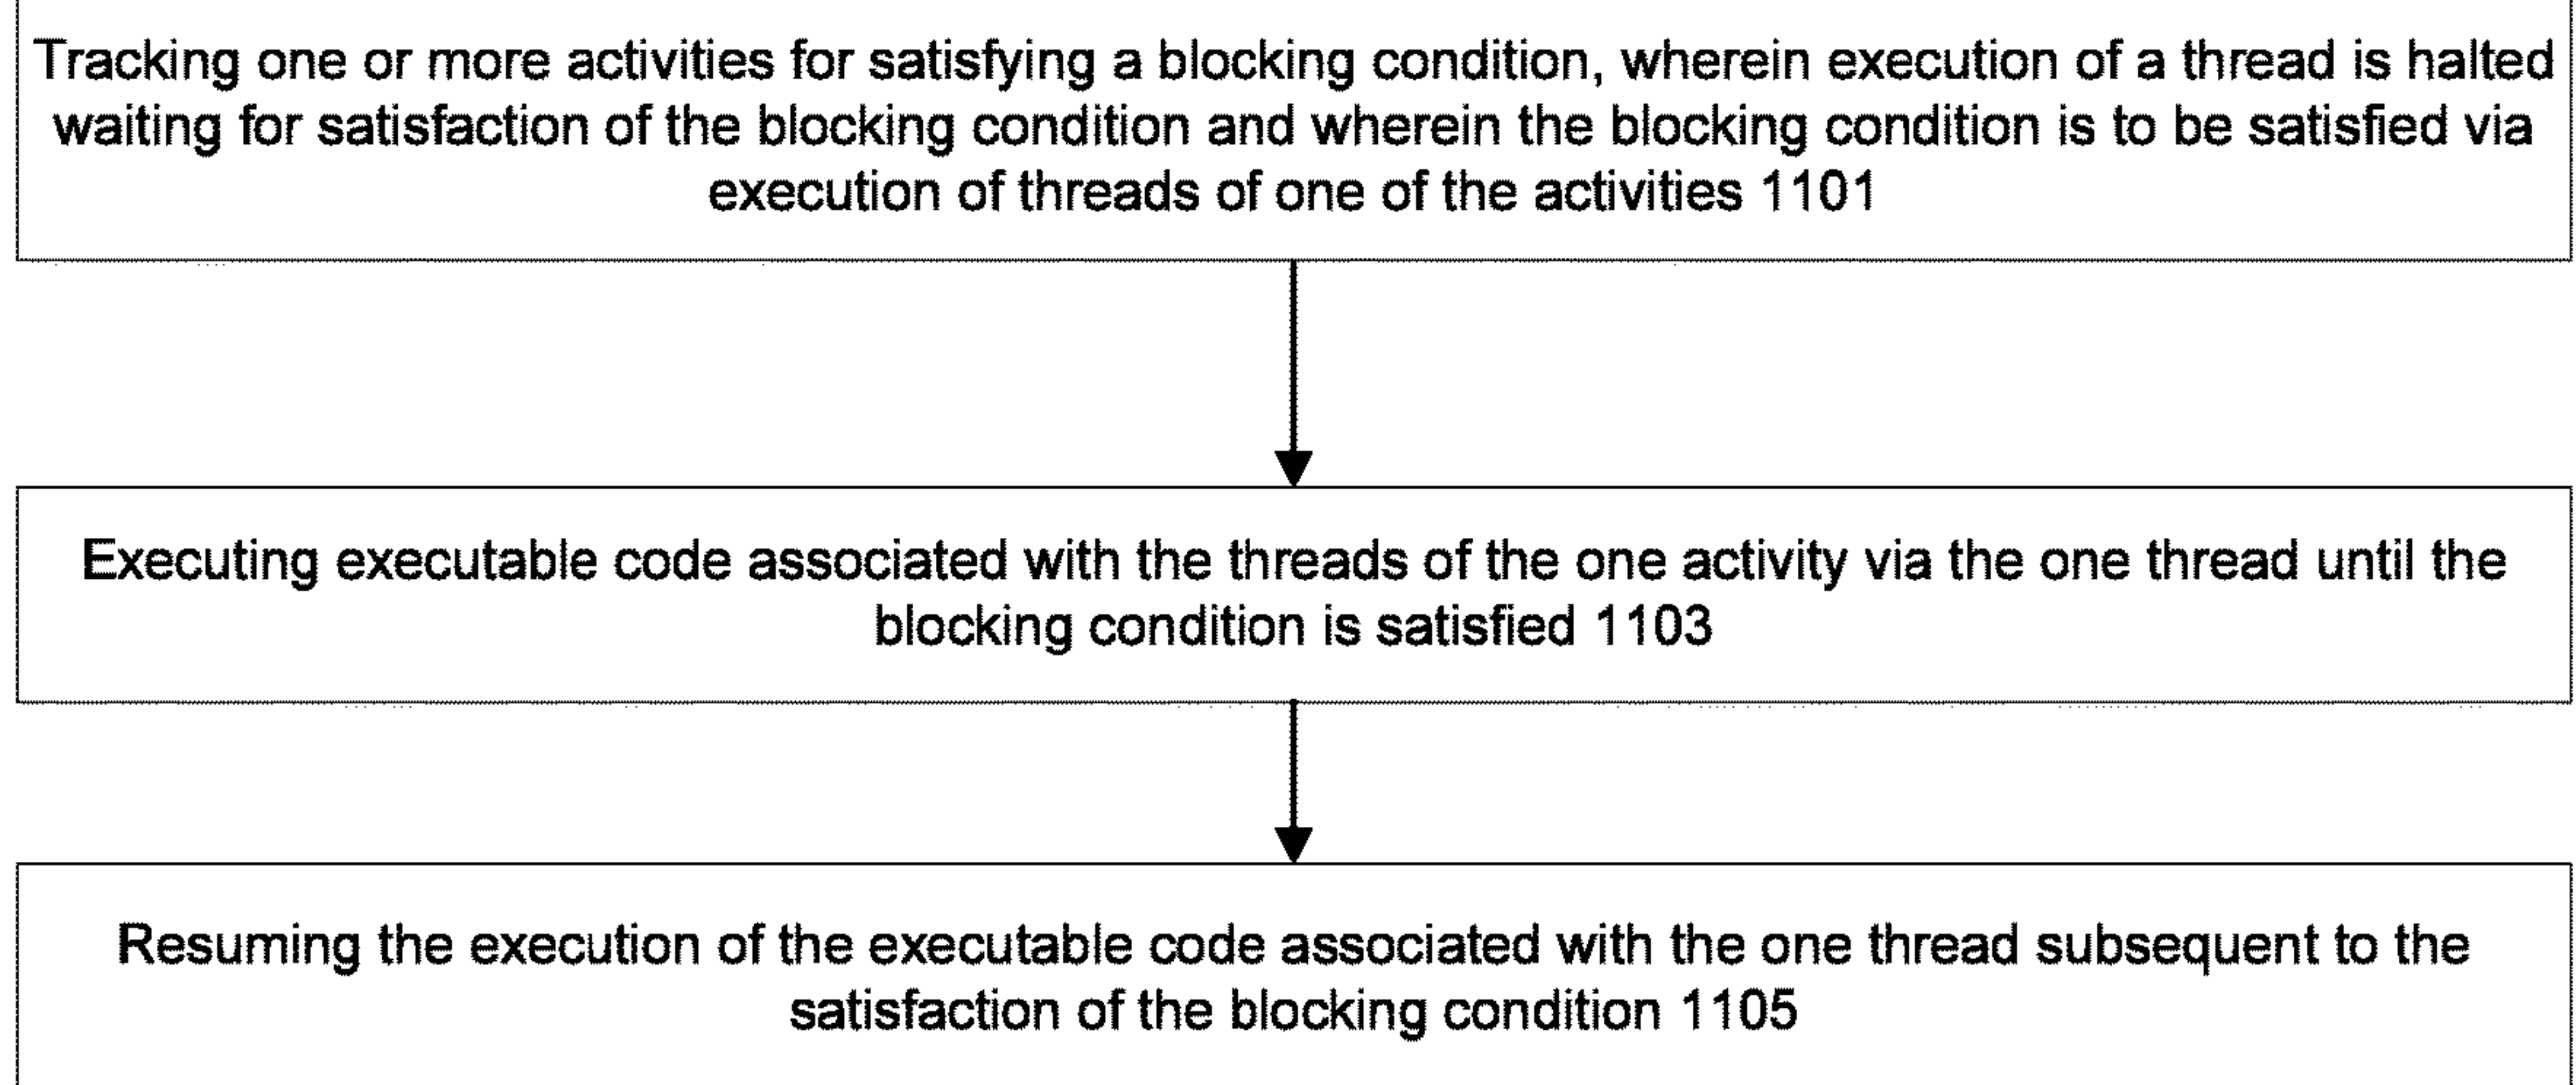 Tracking one or more activities for satisfying a blocking condition, wherein execution of a thread is halted
waiting for satisfaction of the blocking condition and wherein the blocking condition is to be satisfied via
execution of threads of one of the activities 1101
Executing executable code associated with the threads of the one activity via the one thread until the
blocking condition is satisfied 1103
Resuming the execution of the executable code associated with the one thread subsequent to the
satisfaction of the blocking condition 1105